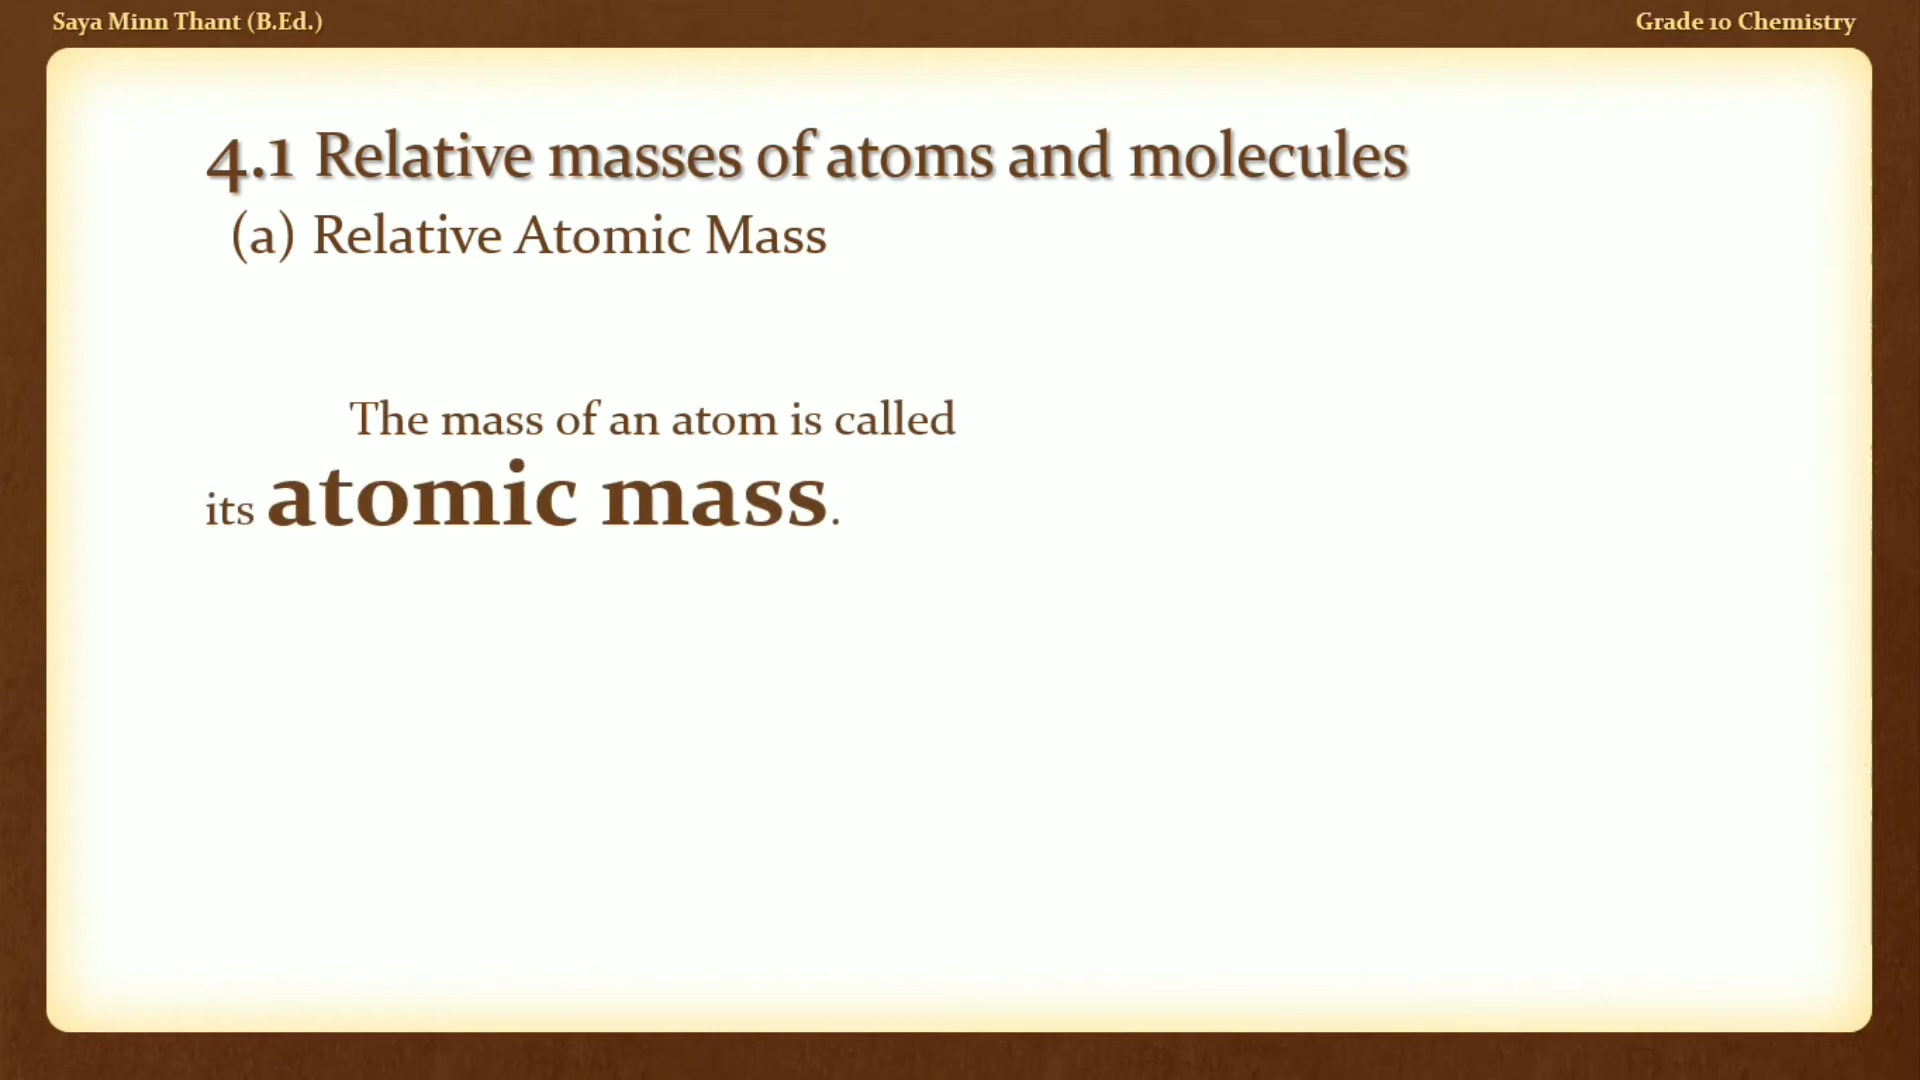 Saya Minn Thant (B.Ed.)
Grade 10 Chemistry
4.1 Relative masses of atoms and molecules
(a) Relative Atomic Mass
The mass of an atom is called
its atomic mass.